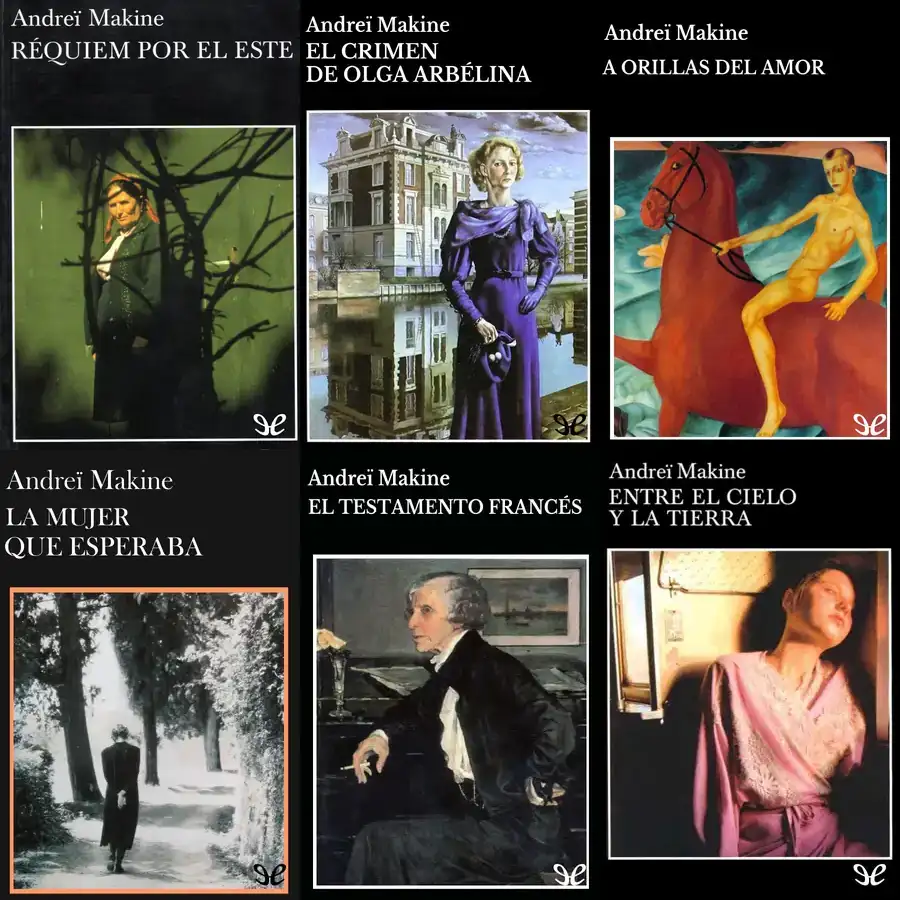 Andreï Makine
RÉQUIEM POR EL ESTE
Andreï Makine
EL CRIMEN
DE OLGA ARBÉLINA
Andreï Makine
A ORILLAS DEL AMOR
Andreï Makine
LA MUJER
QUE ESPERABA
Andreï Makine
EL TESTAMENTO FRANCÉS
Andreï Makine
ENTRE EL CIELO
Y LA TIERRA